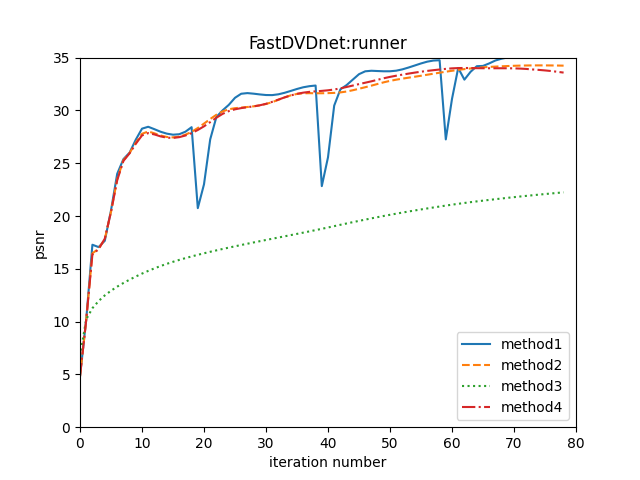 FastDVDnet:runner
psnr
35
30
25
20
15
10
5
0
0 10 20 30 40 50 60 70 80
iteration number
method1
method2
method3
method4